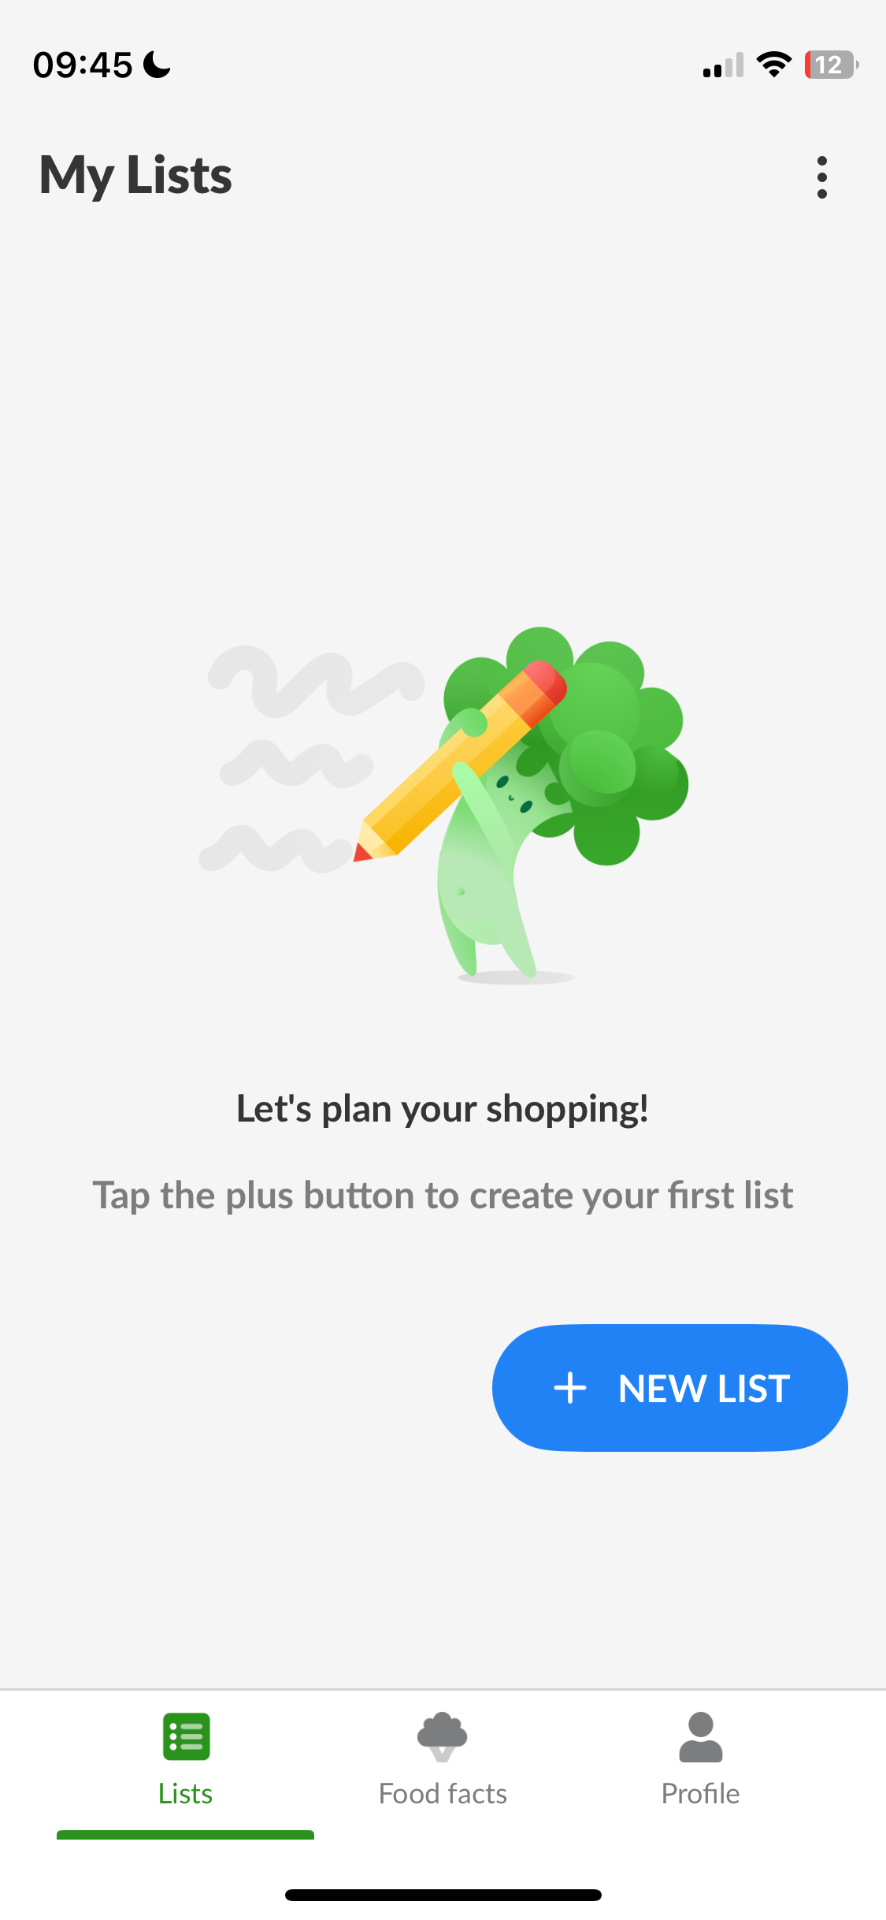 09:45
12
My Lists
Let's plan your shopping!
Tap the plus button to create your first list
+ NEW LIST
Lists
Food facts
Profile